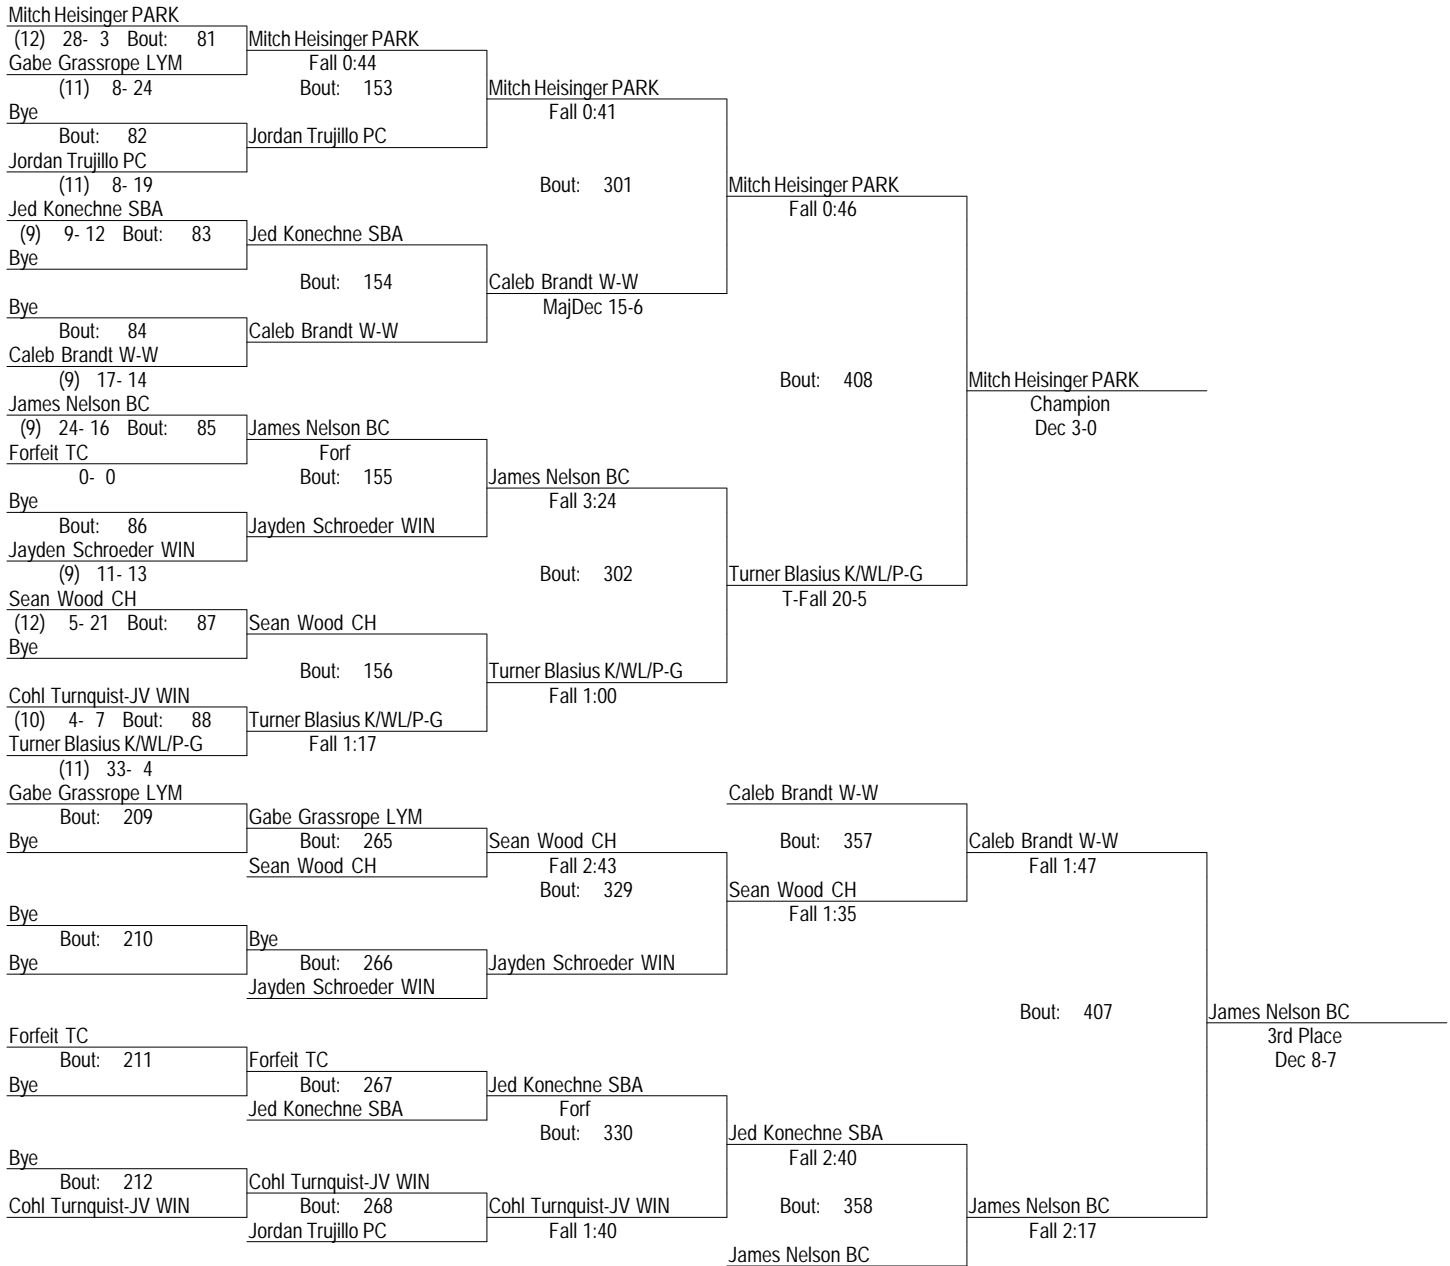 Mitch Heisinger PARK
(12) 28- 3 Bout: 81 Mitch Heisinger PARK
Gabe Grassrope LYM Fall 0:44
(11) 8- 24 Bout: 153 Mitch Heisinger PARK
Bye Fall 0:41
Bout: 82 Jordan Trujillo PC
Jordan Trujillo PC
(11) 8- 19 Bout: 301 Mitch Heisinger PARK
Jed Konechne SBA Fall 0:46
(9) 9- 12 Bout: 83 Jed Konechne SBA
Bye
Bout: 154 Caleb Brandt W-W
Bye MajDec 15-6
Bout: 84 Caleb Brandt W-W
Caleb Brandt W-W
(9) 17- 14 Bout: 408 Mitch Heisinger PARK
James Nelson BC Champion
(9) 24- 16 Bout: 85 James Nelson BC Dec 3-0
Forfeit TC Forf
0- 0 Bout: 155 James Nelson BC
Bye Fall 3:24
Bout: 86 Jayden Schroeder WIN
Jayden Schroeder WIN
(9) 11- 13 Bout: 302 Turner Blasius K/WL/P-G
Sean Wood CH T-Fall 20-5
(12) 5- 21 Bout: 87 Sean Wood CH
Bye
Bout: 156 Turner Blasius K/WL/P-G
Cohl Turnquist-JV WIN Fall 1:00
(10) 4- 7 Bout: 88 Turner Blasius K/WL/P-G
Turner Blasius K/WL/P-G Fall 1:17
(11) 33- 4
Gabe Grassrope LYM Caleb Brandt W-W
Bout: 209 Gabe Grassrope LYM
Bye Bout: 265 Sean Wood CH Bout: 357 Caleb Brandt W-W
Sean Wood CH Fall 2:43 Fall 1:47
Bout: 329 Sean Wood CH
Bye Fall 1:35
Bout: 210 Bye
Bye Bout: 266 Jayden Schroeder WIN
Jayden Schroeder WIN
Bout: 407 James Nelson BC
Forfeit TC 3rd Place
Bout: 211 Forfeit TC Dec 8-7
Bye Bout: 267 Jed Konechne SBA
Jed Konechne SBA Forf
Bout: 330 Jed Konechne SBA
Bye Fall 2:40
Bout: 212 Cohl Turnquist-JV WIN
Cohl Turnquist-JV WIN Bout: 268 Cohl Turnquist-JV WIN Bout: 358 James Nelson BC
Jordan Trujillo PC Fall 1:40 Fall 2:17
James Nelson BC